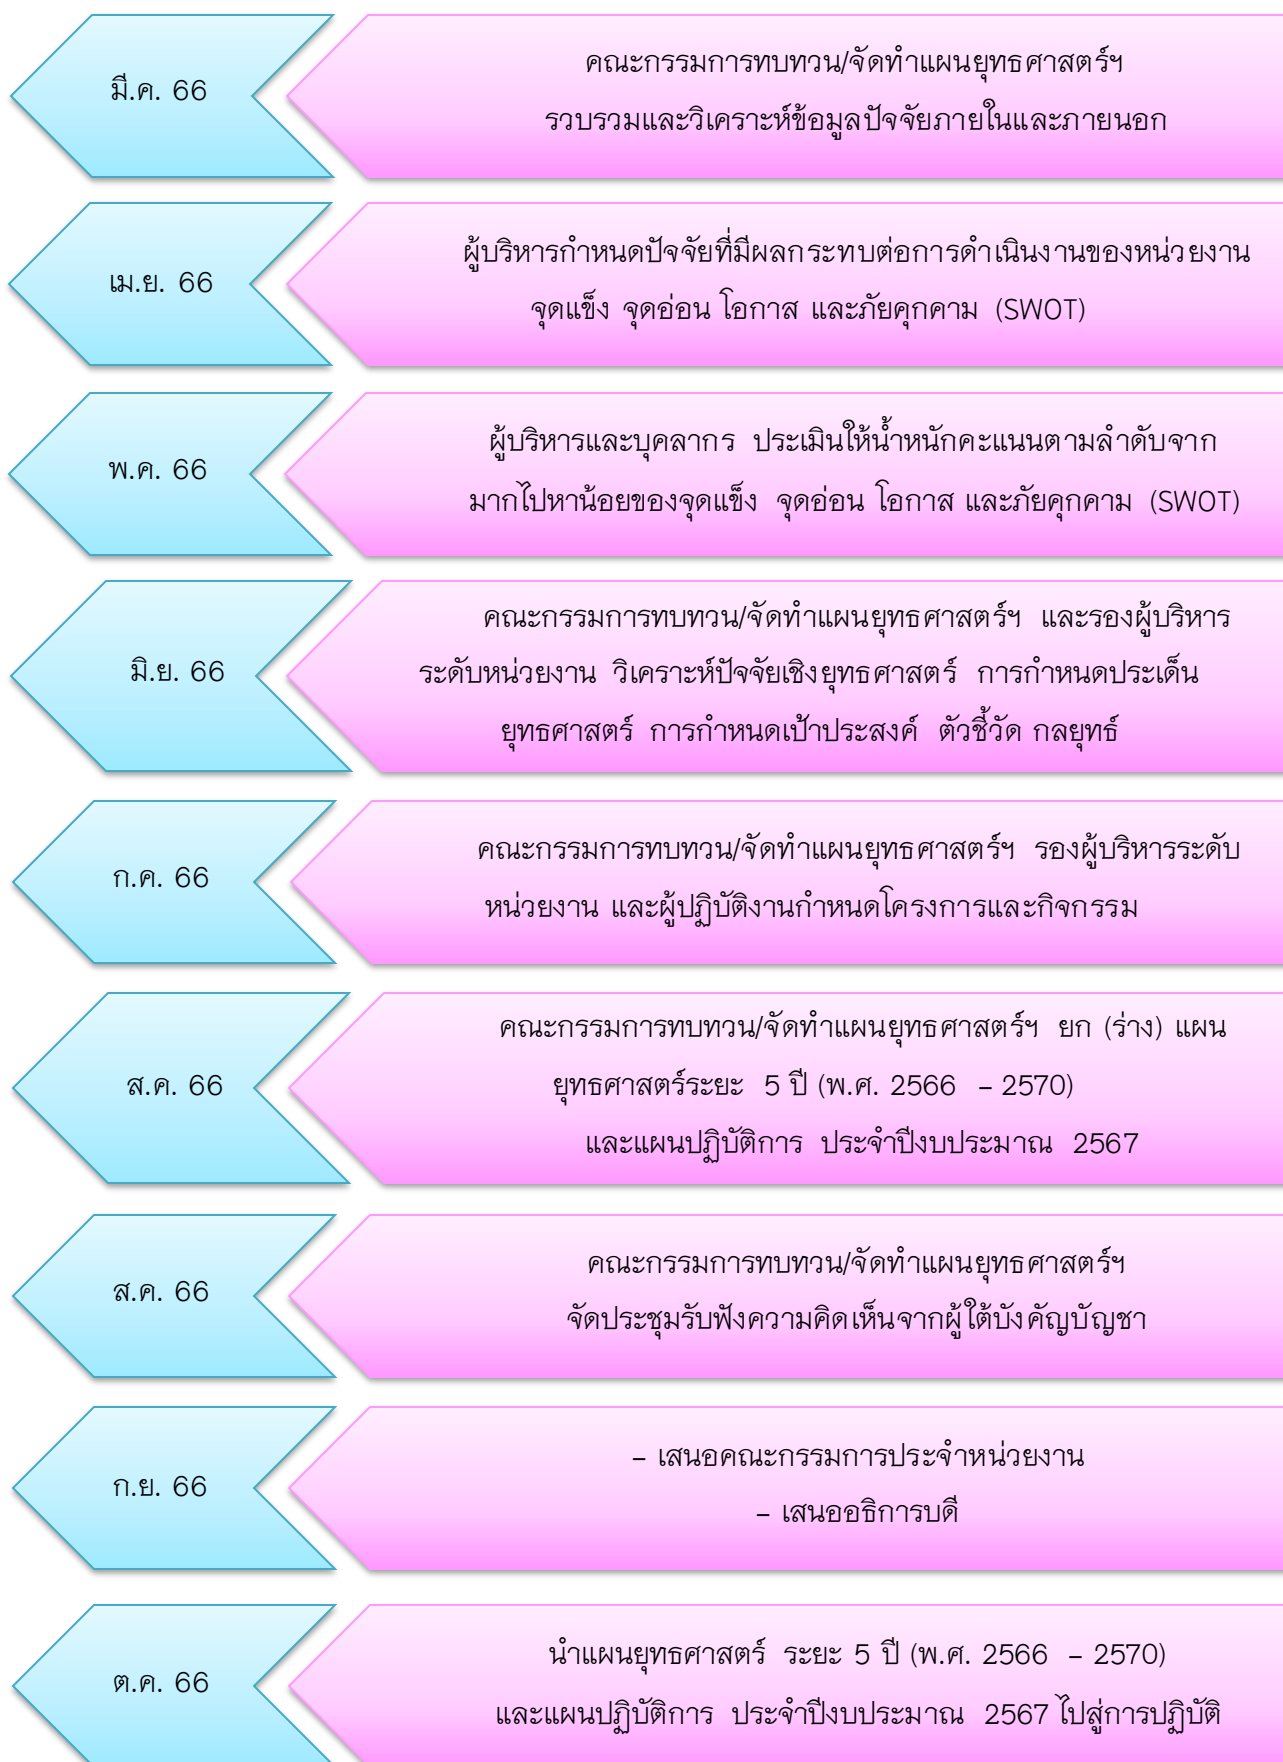 มี.ค. 66
คณะกรรมการทบทวน/จัดทำแผนยุทธศาสตร์ฯ
รวบรวมและวิเคราะห์ข้อมูลปัจจัยภายในและภายนอก
เม.ย. 66
ผู้บริหารกำหนดปัจจัยที่มีผลกระทบต่อการดำเนินงานของหน่วยงาน
จุดแข็ง จุดอ่อน โอกาส และภัยคุกคาม (SWOT)
พ.ค. 66
ผู้บริหารและบุคลากร ประเมินให้น้ำหนักคะแนนตามลำดับจาก
มากไปหาน้อยของจุดแข็ง จุดอ่อน โอกาส และภัยคุกคาม (SWOT)
มิ.ย. 66
คณะกรรมการทบทวน/จัดทำแผนยุทธศาสตร์ฯ และรองผู้บริหาร
ระดับหน่วยงาน วิเคราะห์ปัจจัยเชิงยุทธศาสตร์ การกำหนดประเด็น
ยุทธศาสตร์ การกำหนดเป้าประสงค์ ตัวชี้วัด กลยุทธ์
ก.ค. 66
คณะกรรมการทบทวน/จัดทำแผนยุทธศาสตร์ฯ รองผู้บริหารระดับ
หน่วยงาน และผู้ปฏิบัติงานกำหนดโครงการและกิจกรรม
ส.ค. 66
คณะกรรมการทบทวน/จัดทำแผนยุทธศาสตร์ฯ ยก (ร่าง) แผน
ยุทธศาสตร์ระยะ 5 ปี (พ.ศ. 2566 – 2570)
และแผนปฏิบัติการ ประจำปีงบประมาณ 2567
ส.ค. 66
คณะกรรมการทบทวน/จัดทำแผนยุทธศาสตร์ฯ
จัดประชุมรับฟังความคิดเห็นจากผู้ใต้บังคัญบัญชา
ก.ย. 66
– เสนอคณะกรรมการประจำหน่วยงาน
– เสนออธิการบดี
ต.ค. 66
นำแผนยุทธศาสตร์ ระยะ 5 ปี (พ.ศ. 2566 – 2570)
และแผนปฏิบัติการ ประจำปีงบประมาณ 2567 ไปสู่การปฏิบัติ